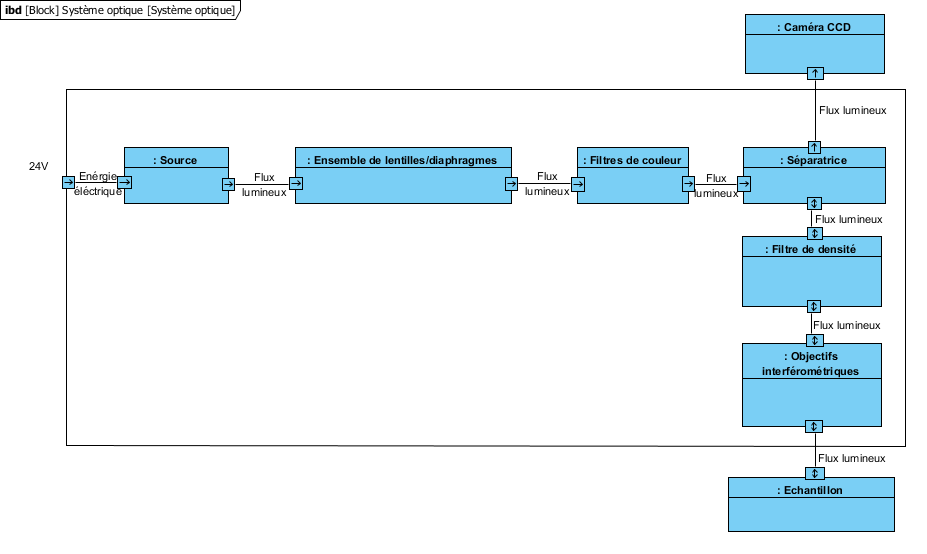 ibd [Block] Système optique [Système optique]
: Caméra CCD
Flux lumineux
24V
Enérgie
éléctrique
: Source
Flux
lumineux
: Ensemble de lentilles/diaphragmes
Flux
lumineux
: Filtres de couleur
Flux
lumineux
: Séparatrice
Flux lumineux
: Filtre de densité
Flux lumineux
: Objectifs
interférométriques
Flux lumineux
: Echantillon